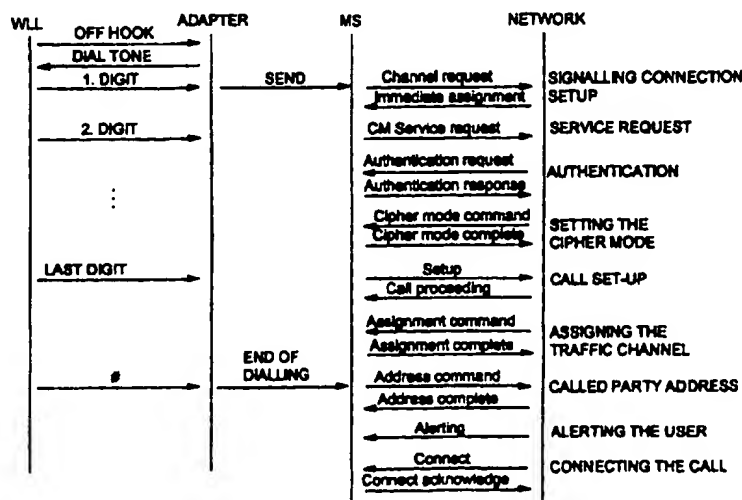 WLL ADAPTER MS NETWORK
OFF HOOK
DIAL TONE
1. DIGIT SEND Channel request SIGNALLING CONNECTION
Immediate assignment SETUP
2. DIGIT CM Service request SERVICE REQUEST
Authentication request
AUTHENTICATION
Authentication response
⋮
Cipher mode command SETTING THE
Cipher mode complete CIPHER MODE
LAST DIGIT Setup CALL SET-UP
Call proceeding
Assignment command ASSIGNING THE
Assignment complete TRAFFIC CHANNEL
END OF
# DIALLING Address command CALLED PARTY ADDRESS
Address complete
Alerting ALERTING THE USER
Connect CONNECTING THE CALL
Connect acknowledge